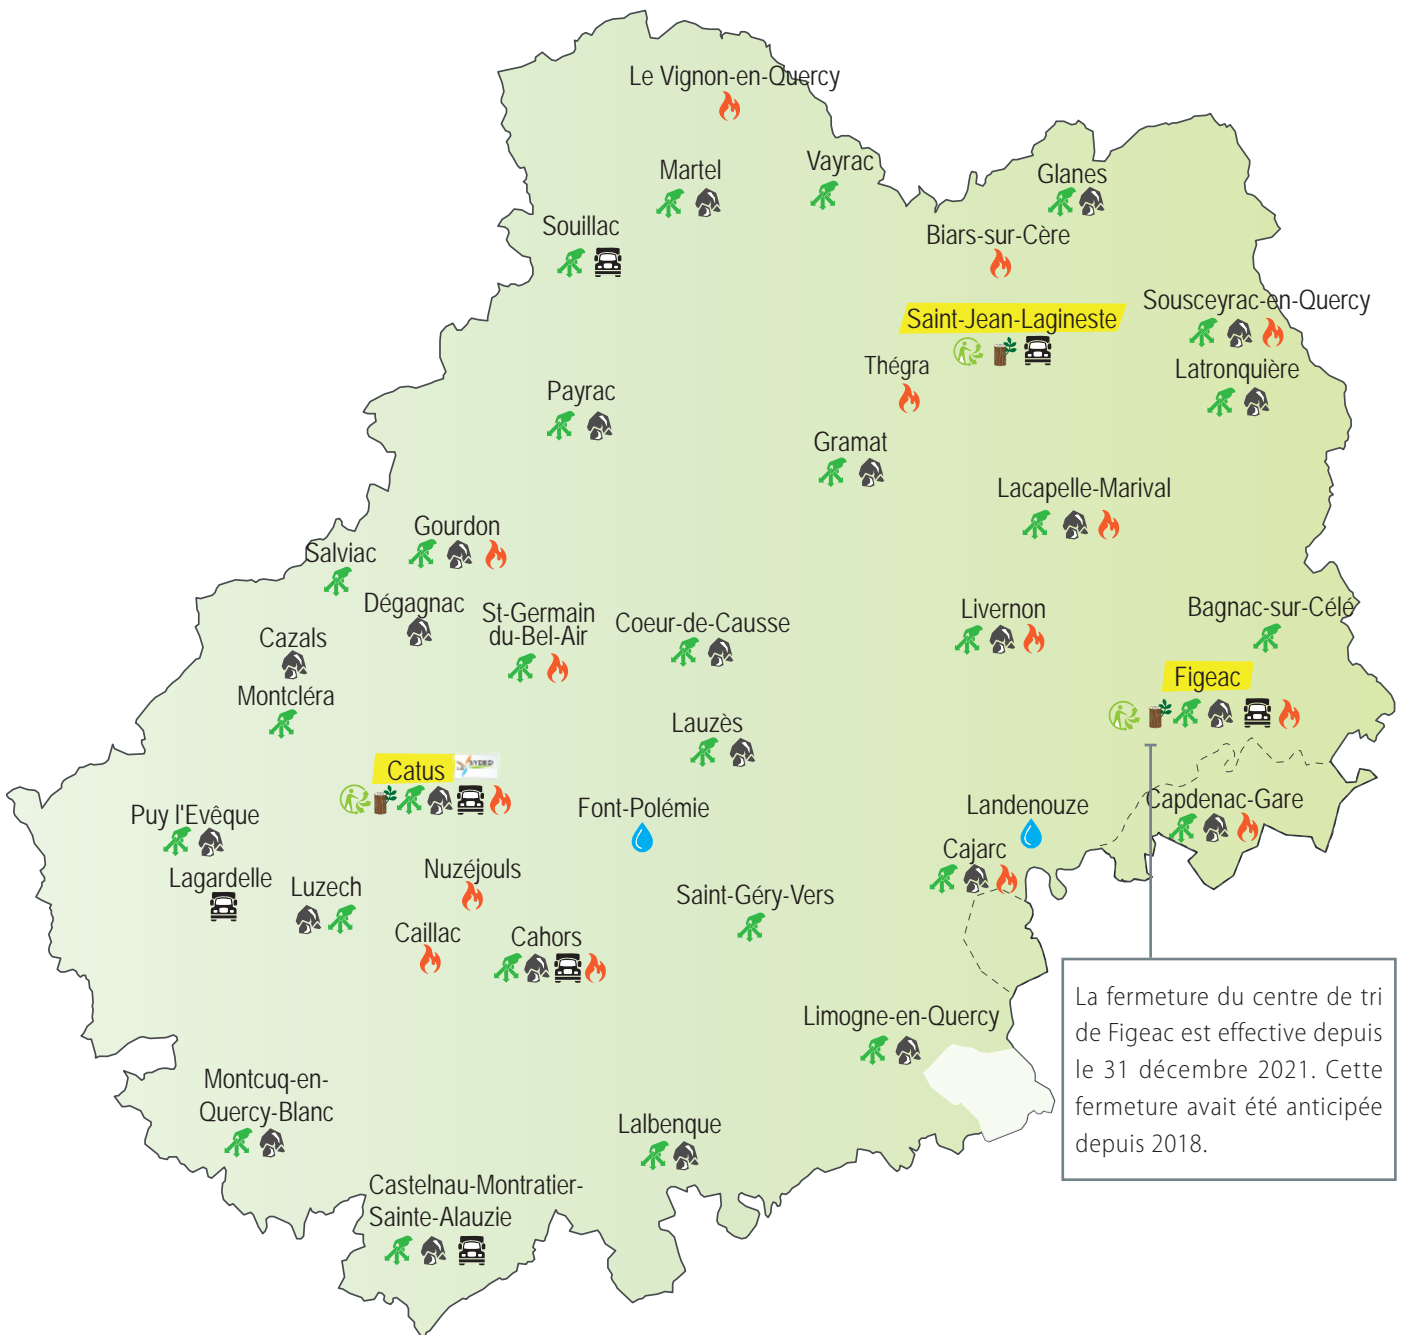 Le Vignon-en-Quercy
Martel
Vayrac
Glanes
Souillac
Biars-sur-Cère
Saint-Jean-Lagineste
Sousceyrac-en-Quercy
Thégra
Latronquière
Payrac
Gramat
Lacapelle-Marival
Gourdon
Salviac
Dégagnac
St-Germain
du-Bel-Air
Coeur-de-Causse
Livernon
Bagnac-sur-Célé
Cazals
Montcléra
Figeac
Lauzès
Catus
SYDED
Puy l'Evêque
Font-Polémie
Landenouze
Capdenac-Gare
Cajarc
Lagardelle
Luzech
Nuzéjouls
Saint-Géry-Vers
Caillac
Cahors
Limogne-en-Quercy
La fermeture du centre de tri
de Figeac est effective depuis
le 31 décembre 2021. Cette
fermeture avait été anticipée
depuis 2018.
Montcuq-en-
Quercy-Blanc
Lalbenque
Castelnau-Montratier-
Sainte-Alauzie